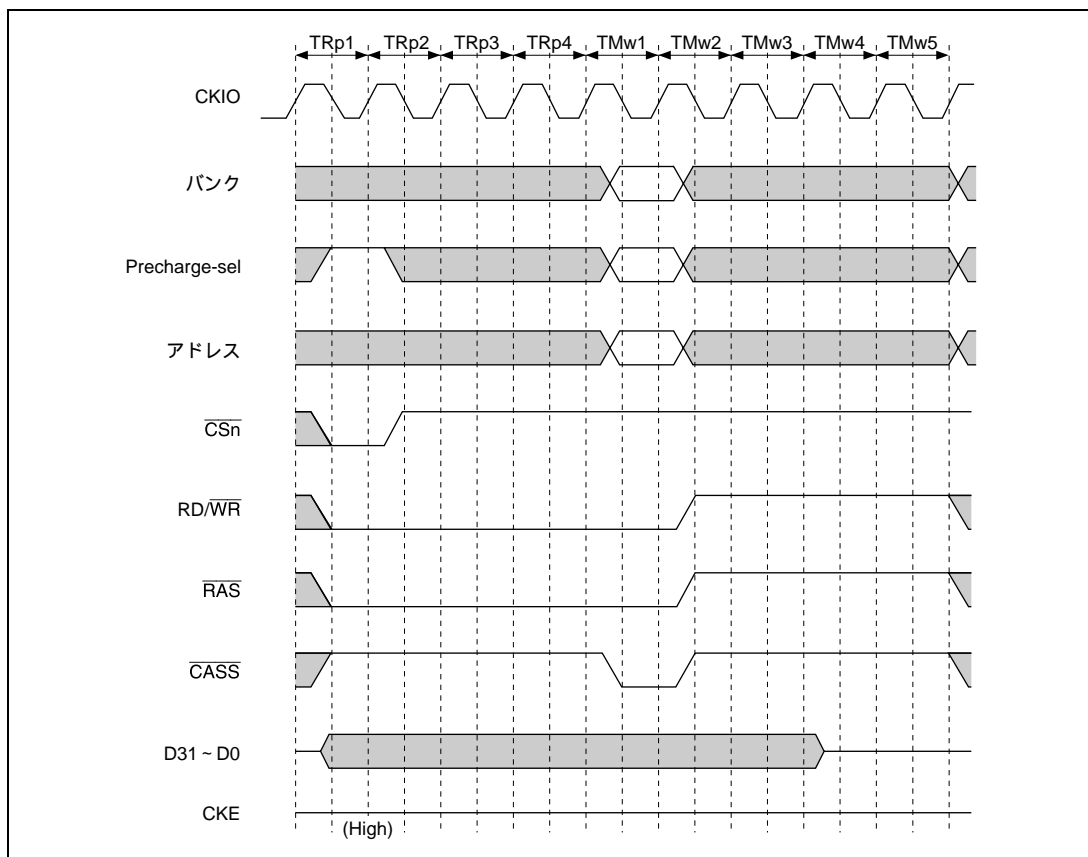 TRp1 TRp2 TRp3 TRp4 TMw1 TMw2 TMw3 TMw4 TMw5
CKIO
バンク
Precharge-sel
アドレス
CSn
RD/WR
RAS
CASS
D31 ~ D0
CKE
(High)